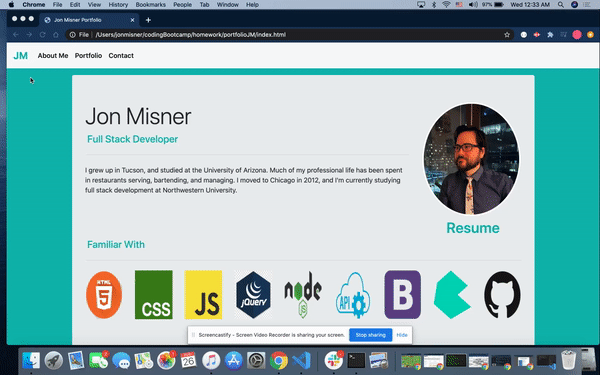 Chrome File Edit View History Bookmarks People Tab Window Help
97% Wed 12:33 AM
Jon Misner Portfolio
File /Users/jonmisner/codingBootcamp/homework/portfolioJM/index.html
JM About Me Portfolio Contact
Jon Misner
Full Stack Developer
I grew up in Tucson, and studied at the University of Arizona. Much of my professional life has been spent
in restaurants serving, bartending, and managing. I moved to Chicago in 2012, and I'm currently studying
full stack development at Northwestern University.
Resume
Familiar With
HTML
5
CSS
JS
jQuery
node
JS
API
B
Screencastify - Screen Video Recorder is sharing your screen. Stop sharing Hide